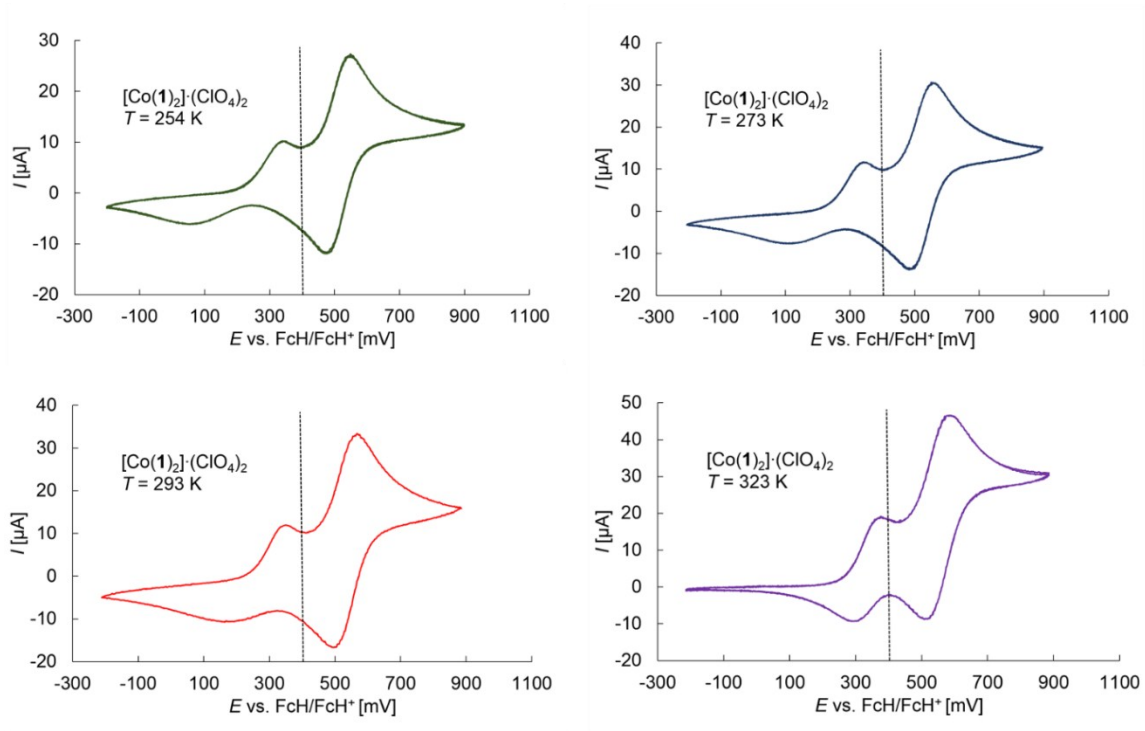 30
20
10
0
-10
-20
I [µA]
[Co(1)₂]·(ClO₄)₂
T = 254 K
-300 -100 100 300 500 700 900 1100
E vs. FcH/FcH⁺ [mV]
40
30
20
10
0
-10
-20
I [µA]
[Co(1)₂]·(ClO₄)₂
T = 273 K
-300 -100 100 300 500 700 900 1100
E vs. FcH/FcH⁺ [mV]
40
30
20
10
0
-10
-20
I [µA]
[Co(1)₂]·(ClO₄)₂
T = 293 K
-300 -100 100 300 500 700 900 1100
E vs. FcH/FcH⁺ [mV]
50
40
30
20
10
0
-10
-20
I [µA]
[Co(1)₂]·(ClO₄)₂
T = 323 K
-300 -100 100 300 500 700 900 1100
E vs. FcH/FcH⁺ [mV]